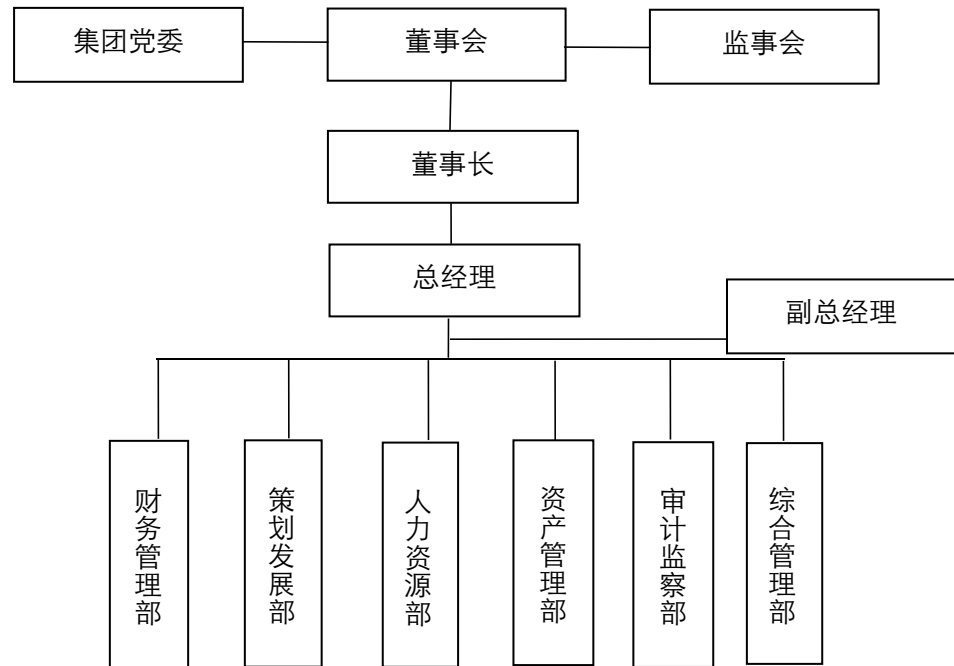 集团党委
董事会
监事会
董事长
总经理
副总经理
财务管理部
策划发展部
人力资源部
资产管理部
审计监察部
综合管理部